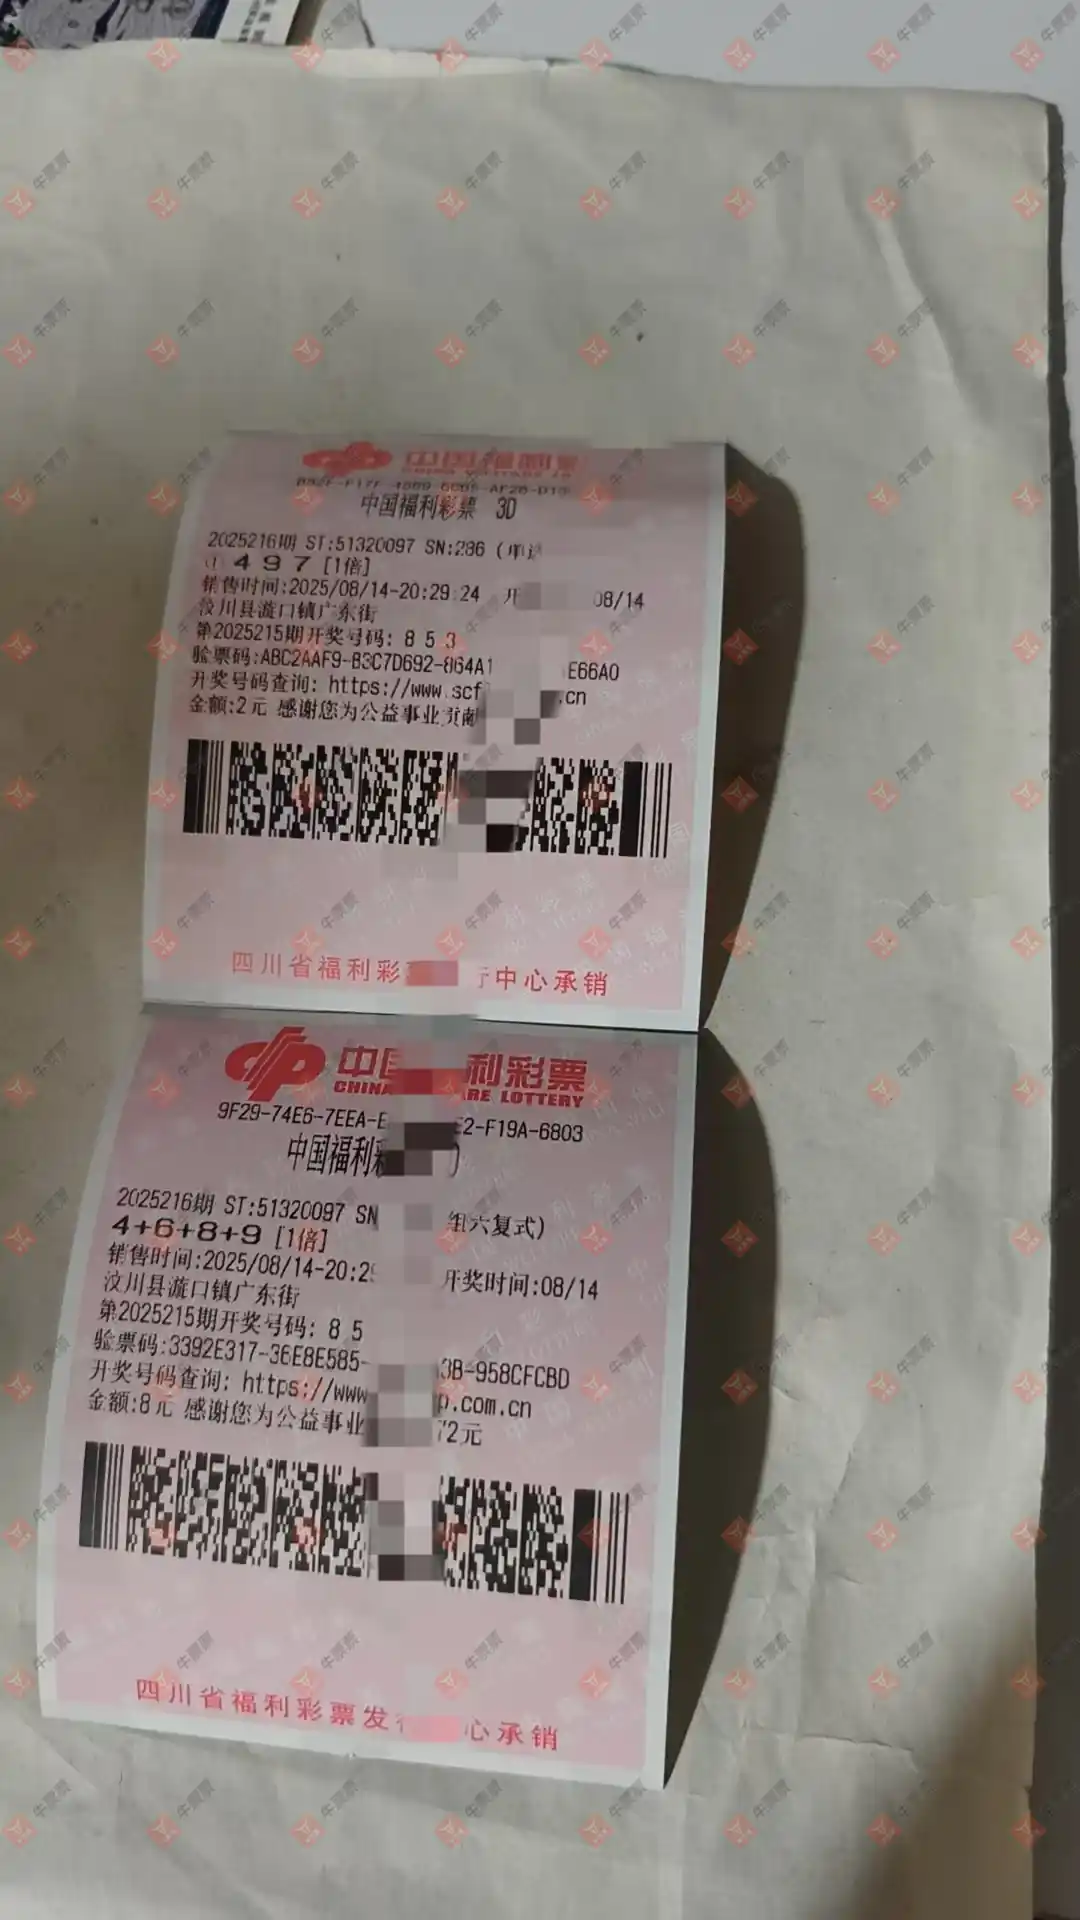 中国福利彩票 3D
2025216期 ST:51320097 SN:286 (单选
(1) 4 9 7 [1倍]
销售时间:2025/08/14-20:29:24 开 08/14
汶川县漩口镇广东街
第2025215期开奖号码: 8 5 3
验票码:ABC2AAF9-B3C7D692-864A1 E66A0
开奖号码查询: https://www.scf .cn
金额:2元 感谢您为公益事业贡献
四川省福利彩 行中心承销
中国 利彩票
CHINA ARE LOTTERY
9F29-74E6-7EEA-E E2-F19A-6803
中国福利彩
2025216期 ST:51320097 SN 组六复式)
4+6+8+9 [1倍]
销售时间:2025/08/14-20:29 开奖时间:08/14
汶川县漩口镇广东街
第2025215期开奖号码: 8 5
验票码:3392E317-36E8E585- 3B-958CFCBD
开奖号码查询: https://www p.com.cn
金额:8元 感谢您为公益事业 72元
四川省福利彩票发行 心承销